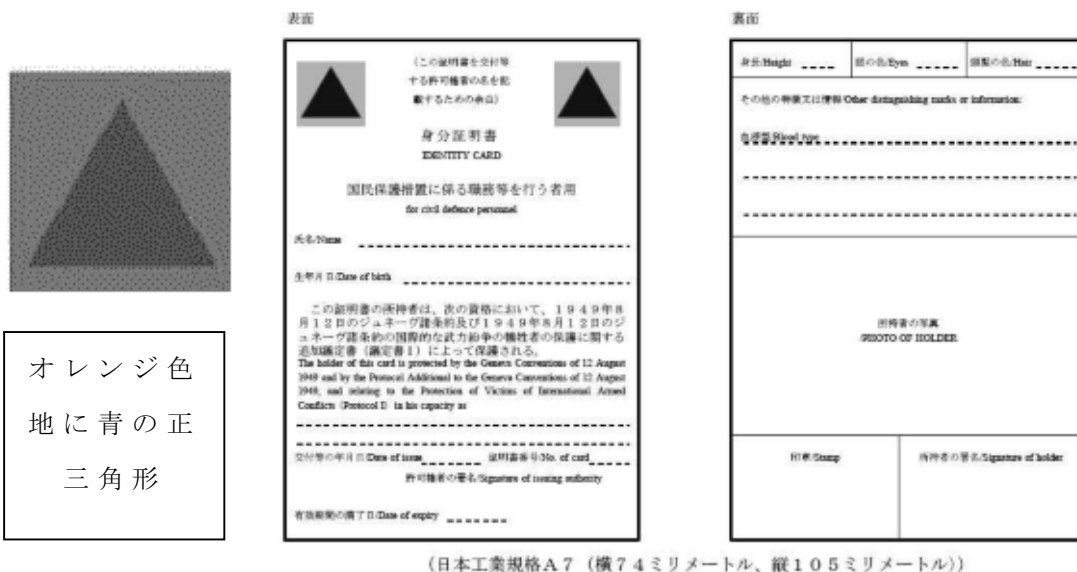 表面
(この証明書を交付等
する許可権者の名を記
載するための余白)
身分証明書
IDENTITY CARD
国民保護措置に係る職務等を行う者用
for civil defence personnel
氏名/Name
生年月日/Date of birth
この証明書の所持者は、次の資格において、1949年8
月12日のジュネーヴ諸条約及び1949年8月12日のジ
ュネーヴ諸条約の国際的な武力紛争の犠牲者の保護に関する
追加議定書(議定書I)によって保護される。
The holder of this card is protected by the Geneva Conventions of 12 August
1949 and by the Protocol Additional to the Geneva Conventions of 12 August
1949, and relating to the Protection of Victims of International Armed
Conflicts (Protocol I) in his capacity as
交付等の年月日/Date of issue 証明書番号/No. of card
許可権者の署名/Signature of issuing authority
有効期間の満了日/Date of expiry
裏面
身長/Height 眼の色/Eyes 頭髪の色/Hair
その他の特徴又は情報/Other distinguishing marks or information:
血液型/Blood type
所持者の写真
/PHOTO OF HOLDER
印章/Stamp 所持者の署名/Signature of holder
オレンジ色
地に青の正
三角形
(日本工業規格A7(横74ミリメートル、縦105ミリメートル))